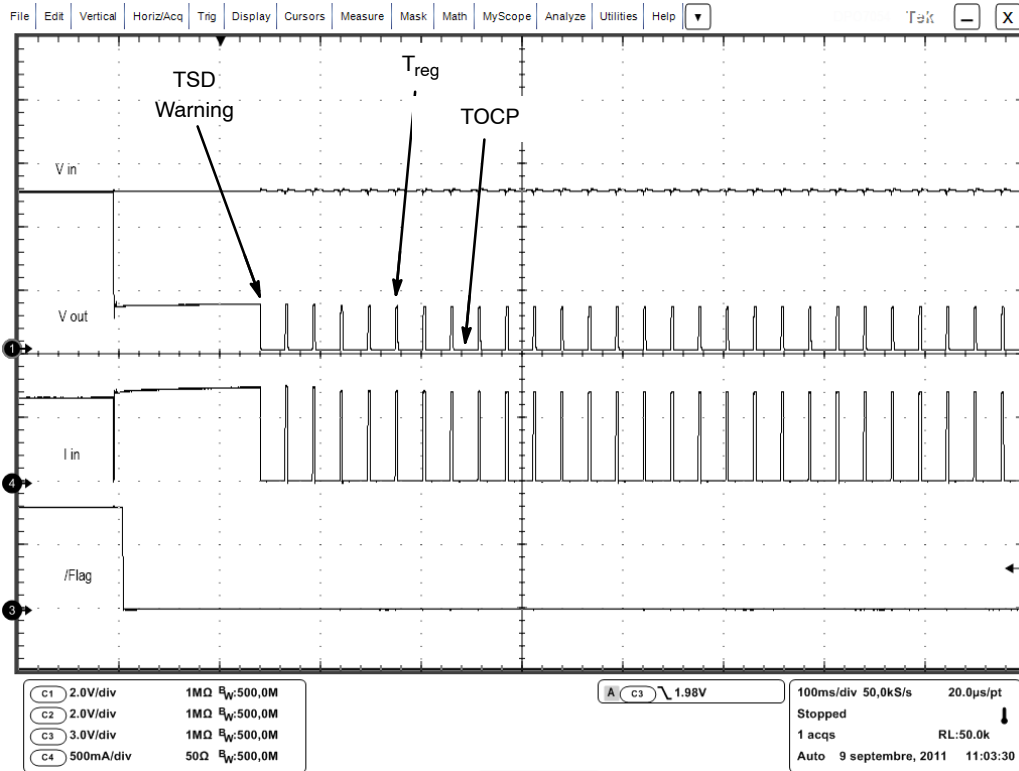 File Edit Vertical Horiz/Acq Trig Display Cursors Measure Mask Math MyScope Analyze Utilities Help Tek X
TSD
Warning
Treg
TOCP
V in
V out
1
I in
4
/Flag
3
C1 2.0V/div 1MΩ BW:500,0M
C2 2.0V/div 1MΩ BW:500,0M
C3 3.0V/div 1MΩ BW:500,0M
C4 500mA/div 50Ω BW:500,0M
A C3 1.98V
100ms/div 50,0kS/s 20.0µs/pt
Stopped
1 acqs RL:50.0k
Auto 9 septembre, 2011 11:03:30